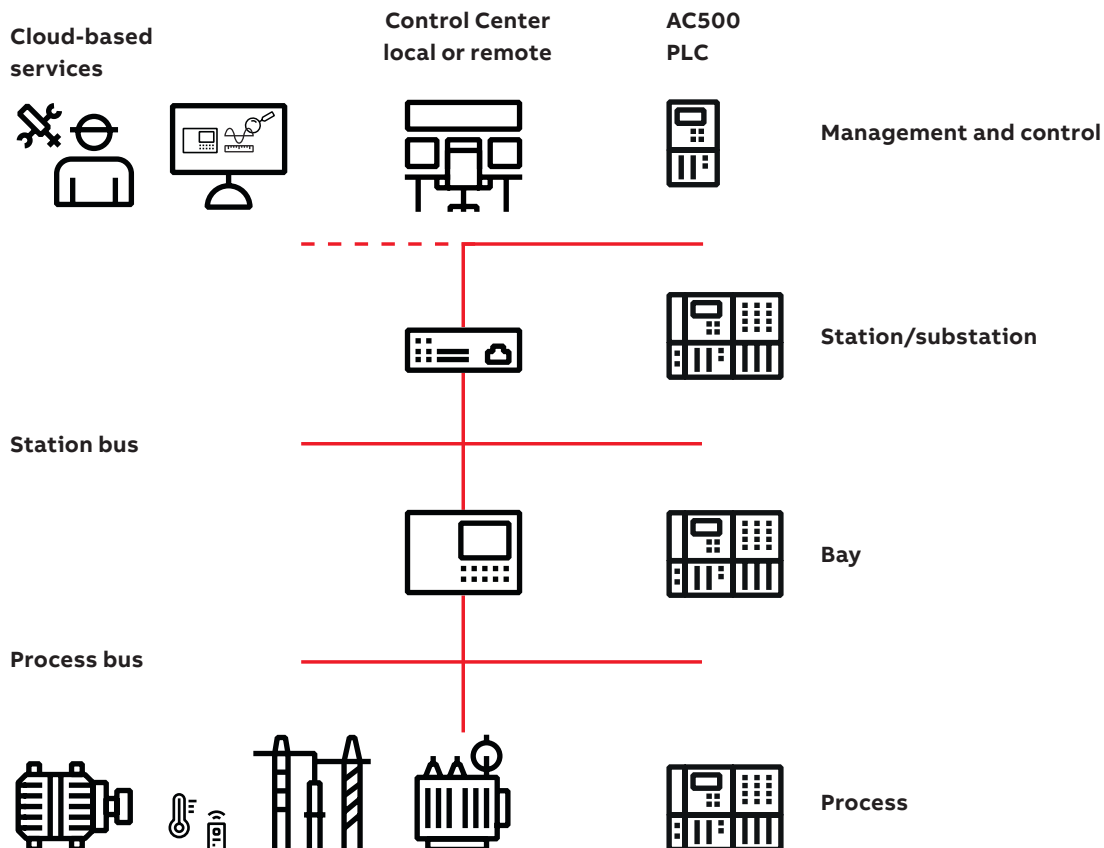 Cloud-based
services
Control Center
local or remote
AC500
PLC
Management and control
Station/substation
Station bus
Bay
Process bus
Process